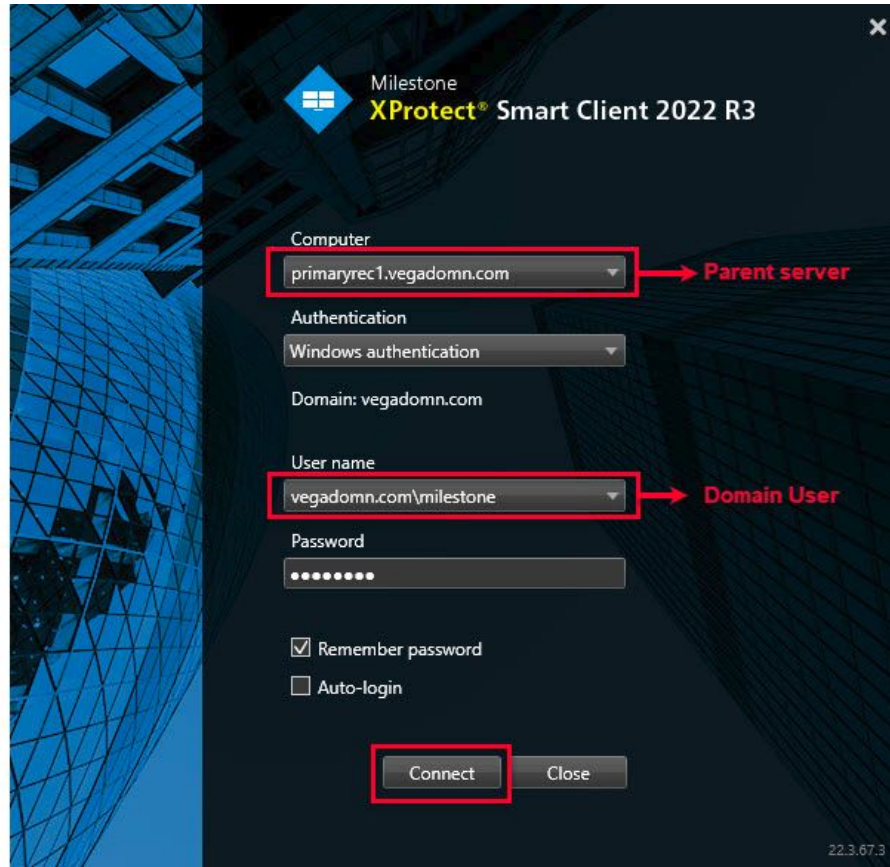 Milestone
XProtect® Smart Client 2022 R3
Computer
primaryrec1.vegadomn.com
Parent server
Authentication
Windows authentication
Domain: vegadomn.com
User name
vegadomn.com\milestone
Domain User
Password
●●●●●●●●
Remember password
Auto-login
Connect Close
22.3.67.3